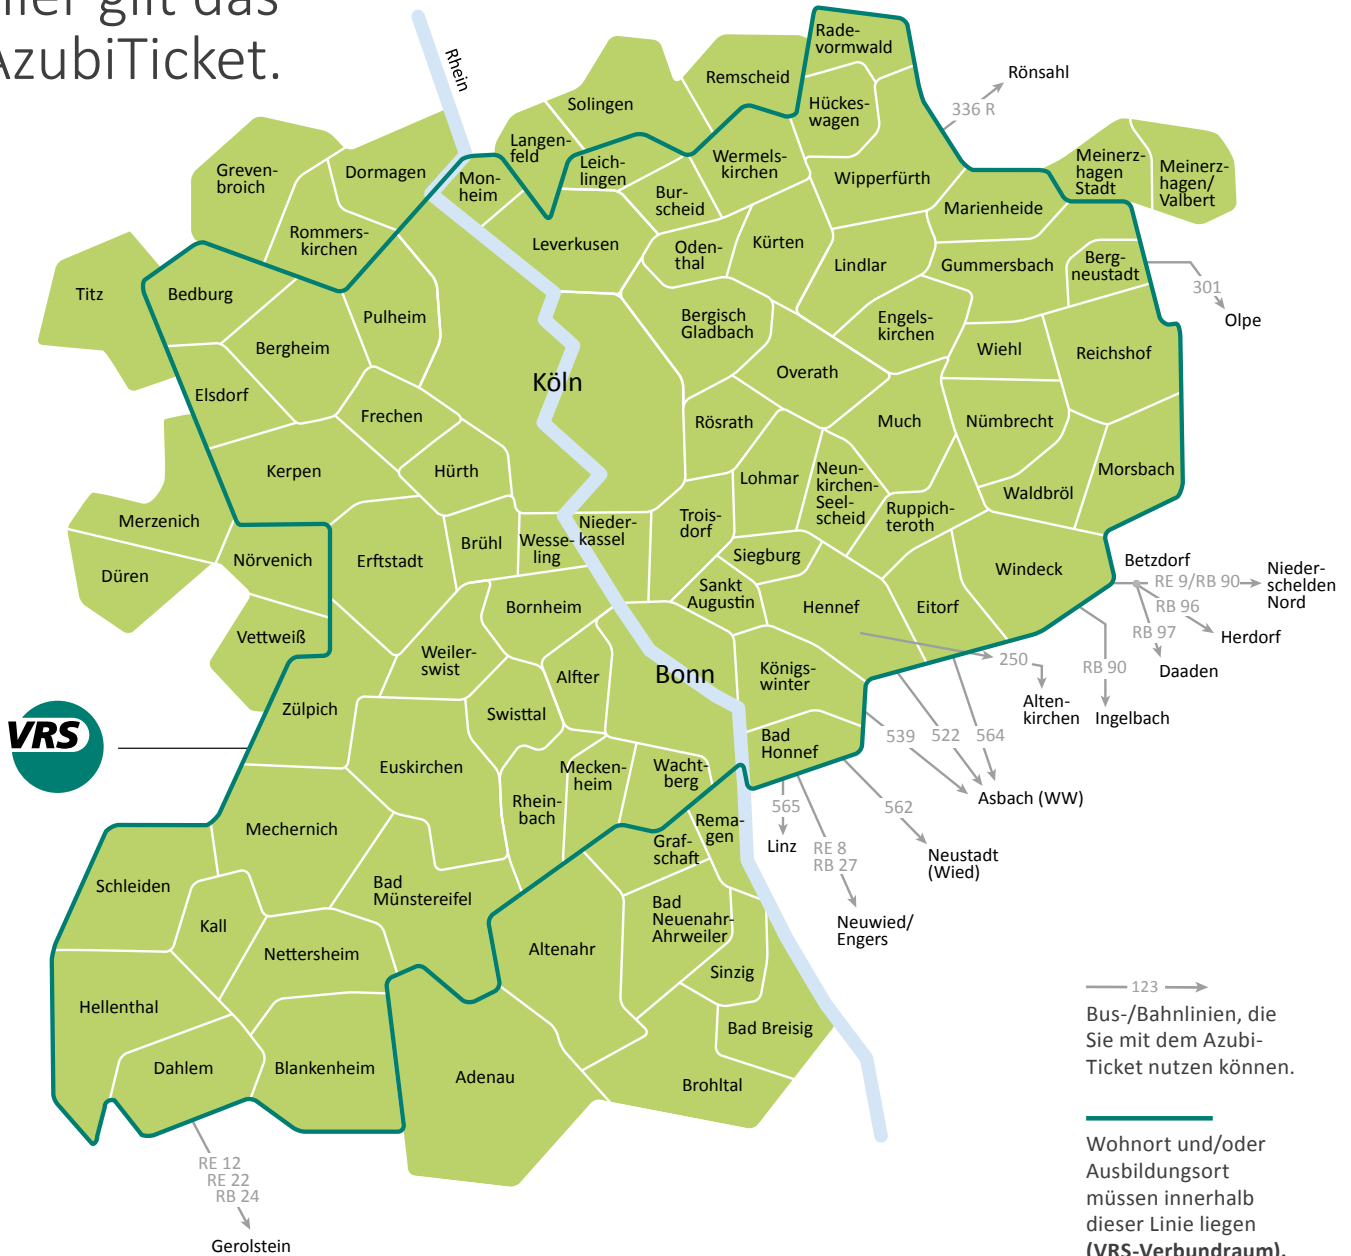 Hier gilt das
AzubiTicket.
Rhein
Rade-
vormwald
Remscheid
Solingen
Hückes-
wagen
Rönsahl
336 R
Langen-
feld
Leich-
lingen
Wermels-
kirchen
Wipperfürth
Meinerz-
hagen
Stadt
Meinerz-
hagen/
Valbert
Greven-
broich
Dormagen
Mon-
heim
Bur-
scheid
Marienheide
Rommers-
kirchen
Leverkusen
Oden-
thal
Kürten
Lindlar
Gummersbach
Berg-
neustadt
301
Olpe
Titz
Bedburg
Pulheim
Bergheim
Bergisch
Gladbach
Engels-
kirchen
Wiehl
Reichshof
Elsdorf
Köln
Overath
Frechen
Rösrath
Much
Nümbrecht
Kerpen
Hürth
Lohmar
Neun-
kirchen-
Seel-
scheid
Morsbach
Waldbröl
Merzenich
Ruppich-
teroth
Trois-
dorf
Nieder-
kassel
Wesse-
ling
Brühl
Erftstadt
Nörvenich
Düren
Siegburg
Windeck
Betzdorf
RE 9/RB 90
Nieder-
schelden
Nord
RB 96
Herdorf
RB 97
Daaden
RB 90
Ingelbach
Sankt
Augustin
Hennef
Eitorf
Bornheim
Vettweiß
Weiler-
swist
Alfter
Bonn
Königs-
winter
250
Alten-
kirchen
Zülpich
Swisttal
VRS
Bad
Honnef
539
522
564
Asbach (WW)
Euskirchen
Mecken-
heim
Wacht-
berg
Rhein-
bach
565
Linz
562
Neustadt
(Wied)
RE 8
RB 27
Neuwied/
Engers
Mechernich
Rema-
gen
Graf-
schaft
Schleiden
Bad
Münstereifel
Kall
Bad
Neuenahr-
Ahrweiler
Nettersheim
Altenahr
Sinzig
Hellenthal
Bad Breisig
Dahlem
Blankenheim
Adenau
Brohltal
RE 12
RE 22
RB 24
Gerolstein
123
Bus-/Bahnlinien, die
Sie mit dem Azubi-
Ticket nutzen können.
Wohnort und/oder
Ausbildungsort
müssen innerhalb
dieser Linie liegen
(VRS-Verbundraum).